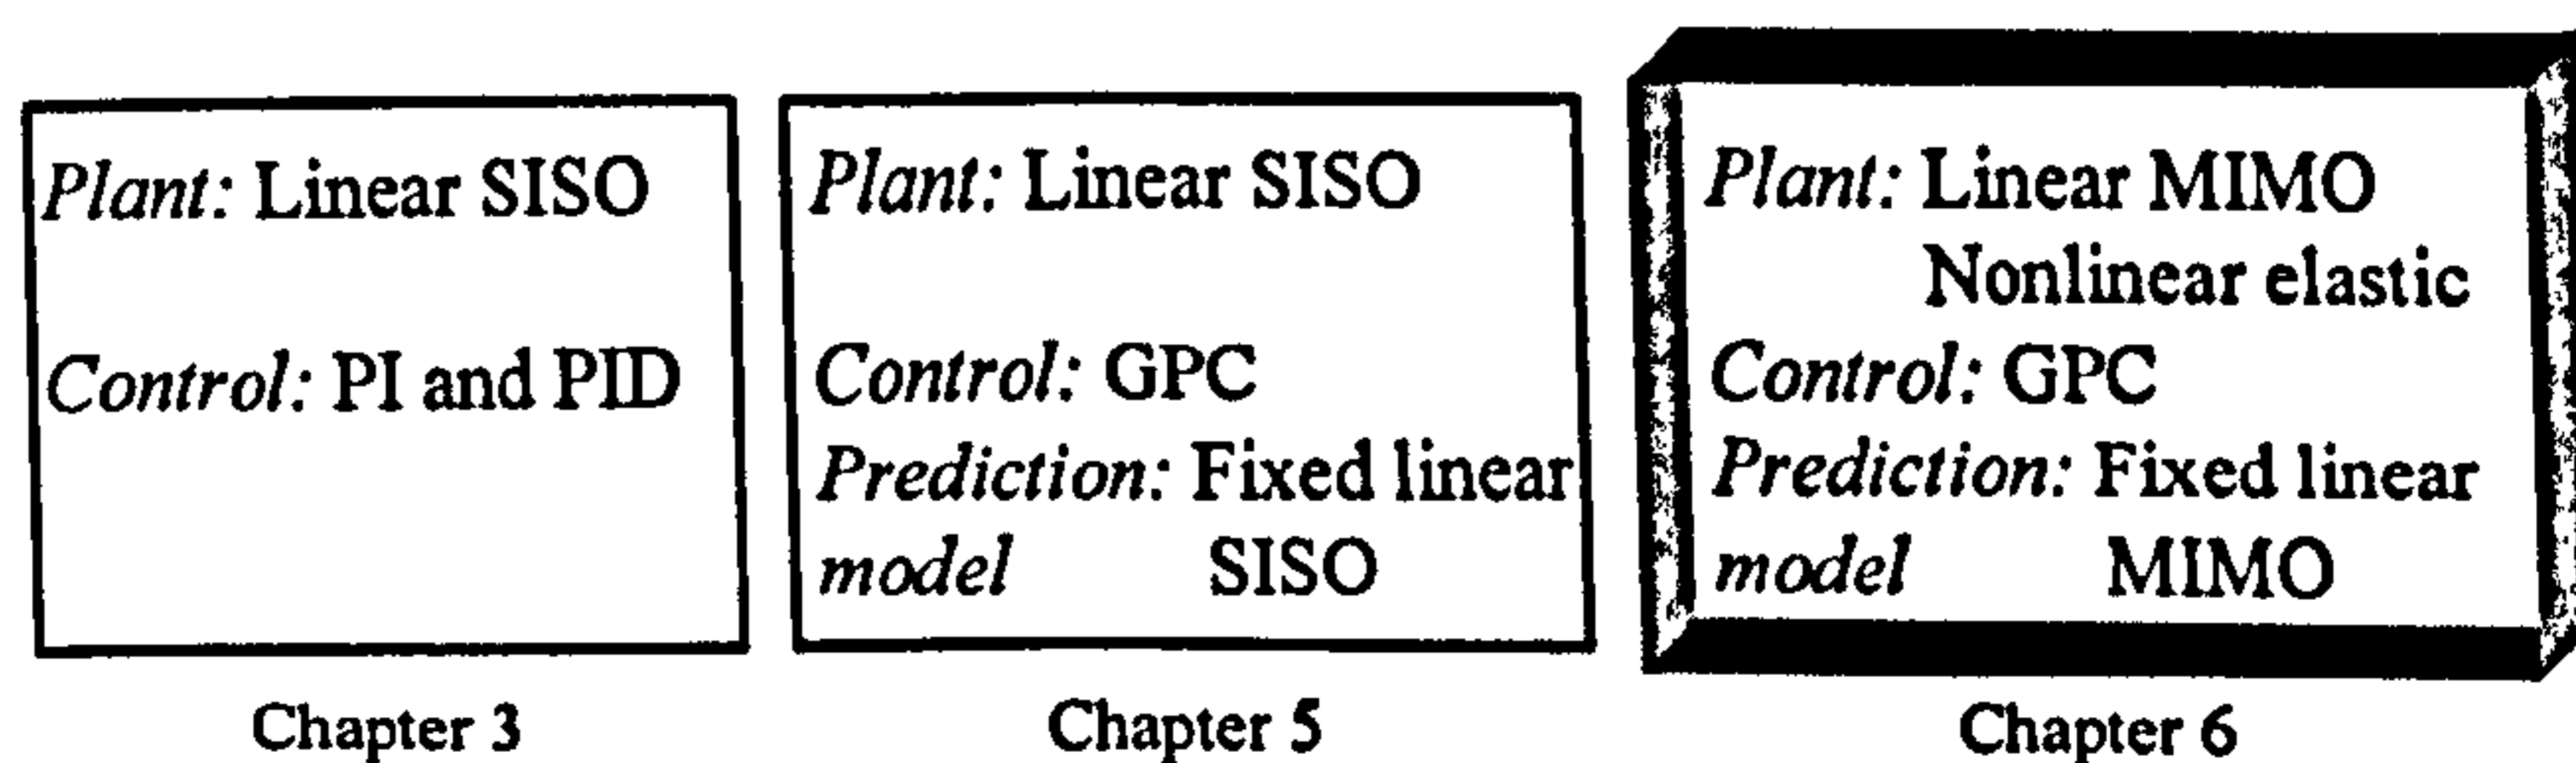 Plant: Linear SISO
Control: PI and PID
Chapter 3
Plant: Linear SISO
Control: GPC
Prediction: Fixed linear
model SISO
Chapter 5
Plant: Linear MIMO
Nonlinear elastic
Control: GPC
Prediction: Fixed linear
model MIMO
Chapter 6